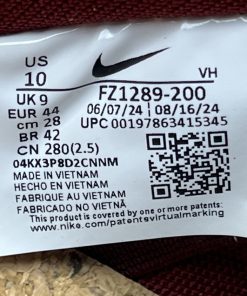 US
10
VH
UK 9
FZ1289-200
EUR 44
06/07/24 08/16/24
cm 28
UPC 00197863415345
BR 42
CN 280(2.5)
04KX3P8D2CNNM
MADE IN VIETNAM
HECHO EN VIETNAM
FABRIQUE AU VIETNAM
FABRICADO NO VIETNÃ
This product is covered by one or more patents. See
www.nike.com/patentsvirtualmarking